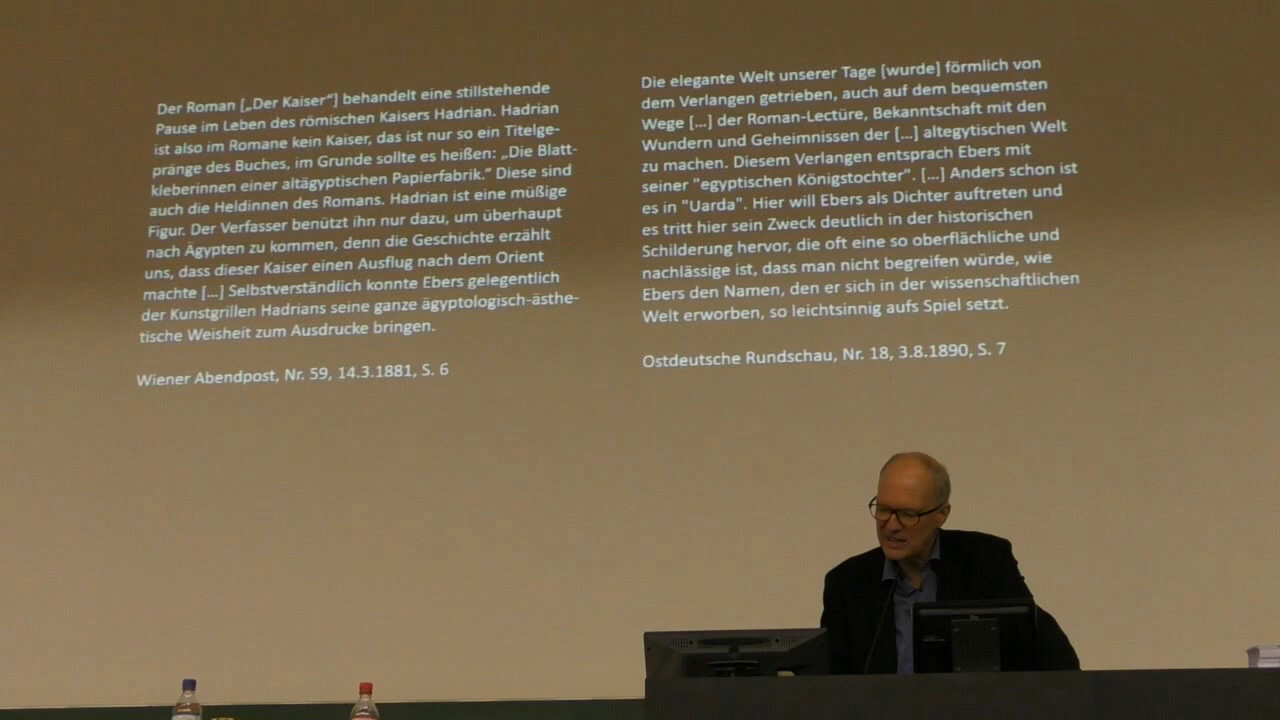 Der Roman [„Der Kaiser“] behandelt eine stillstehende
Pause im Leben des römischen Kaisers Hadrian. Hadrian
ist also im Romane kein Kaiser, das ist nur so ein Titelge-
pränge des Buches, im Grunde sollte es heißen: „Die Blatt-
kleberinnen einer altägyptischen Papierfabrik.“ Diese sind
auch die Heldinnen des Romans. Hadrian ist eine müßige
Figur. Der Verfasser benützt ihn nur dazu, um überhaupt
nach Ägypten zu kommen, denn die Geschichte erzählt
uns, dass dieser Kaiser einen Ausflug nach dem Orient
machte […] Selbstverständlich konnte Ebers gelegentlich
der Kunstgrillen Hadrians seine ganze ägyptologisch-ästhe-
tische Weisheit zum Ausdrucke bringen.
Wiener Abendpost, Nr. 59, 14.3.1881, S. 6
Die elegante Welt unserer Tage [wurde] förmlich von
dem Verlangen getrieben, auch auf dem bequemsten
Wege […] der Roman-Lectüre, Bekanntschaft mit den
Wundern und Geheimnissen der […] altegytischen Welt
zu machen. Diesem Verlangen entsprach Ebers mit
seiner "egyptischen Königstochter". […] Anders schon ist
es in "Uarda". Hier will Ebers als Dichter auftreten und
es tritt hier sein Zweck deutlich in der historischen
Schilderung hervor, die oft eine so oberflächliche und
nachlässige ist, dass man nicht begreifen würde, wie
Ebers den Namen, den er sich in der wissenschaftlichen
Welt erworben, so leichtsinnig aufs Spiel setzt.
Ostdeutsche Rundschau, Nr. 18, 3.8.1890, S. 7